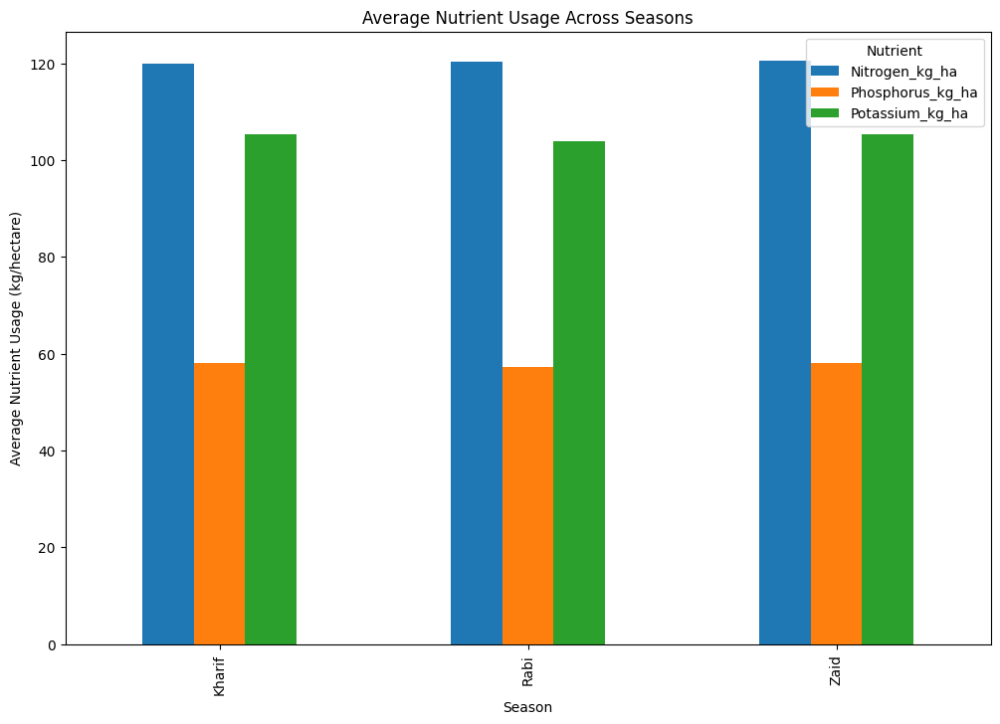 Average Nutrient Usage Across Seasons
Nutrient
Nitrogen_kg_ha
Phosphorus_kg_ha
Potassium_kg_ha
Average Nutrient Usage (kg/hectare)
120
100
80
60
40
20
0
Kharif
Rabi
Zaid
Season